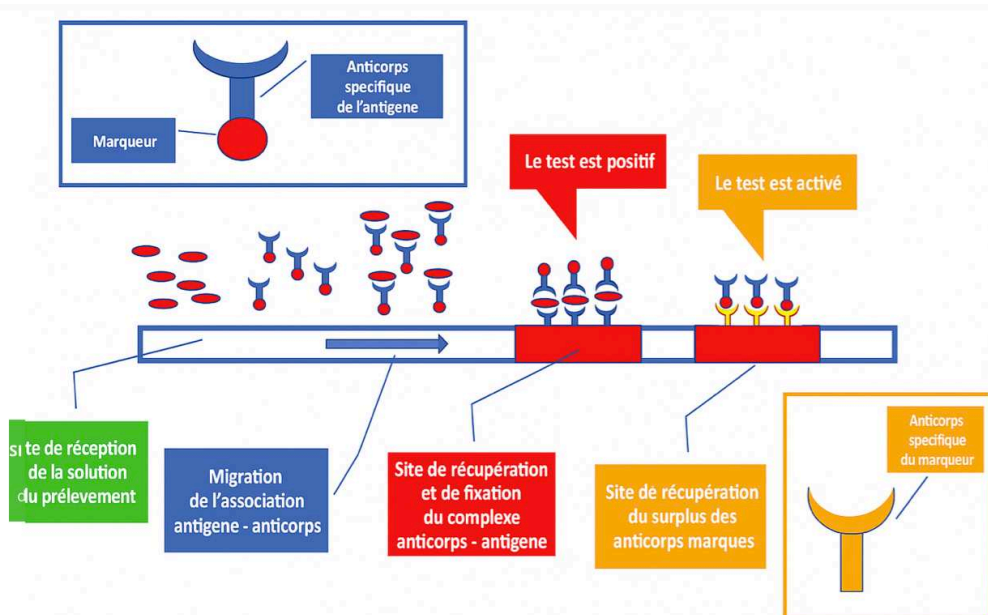 Anticorps
specifique
de l'antigene
Marqueur
Le test est positif
Le test est activé
Site de réception
de la solution
du prélevement
Migration
de l'association
antigene - anticorps
Site de récupération
et de fixation
du complexe
anticorps - antigene
Site de récupération
du surplus des
anticorps marques
Anticorps
specifique
du marqueur